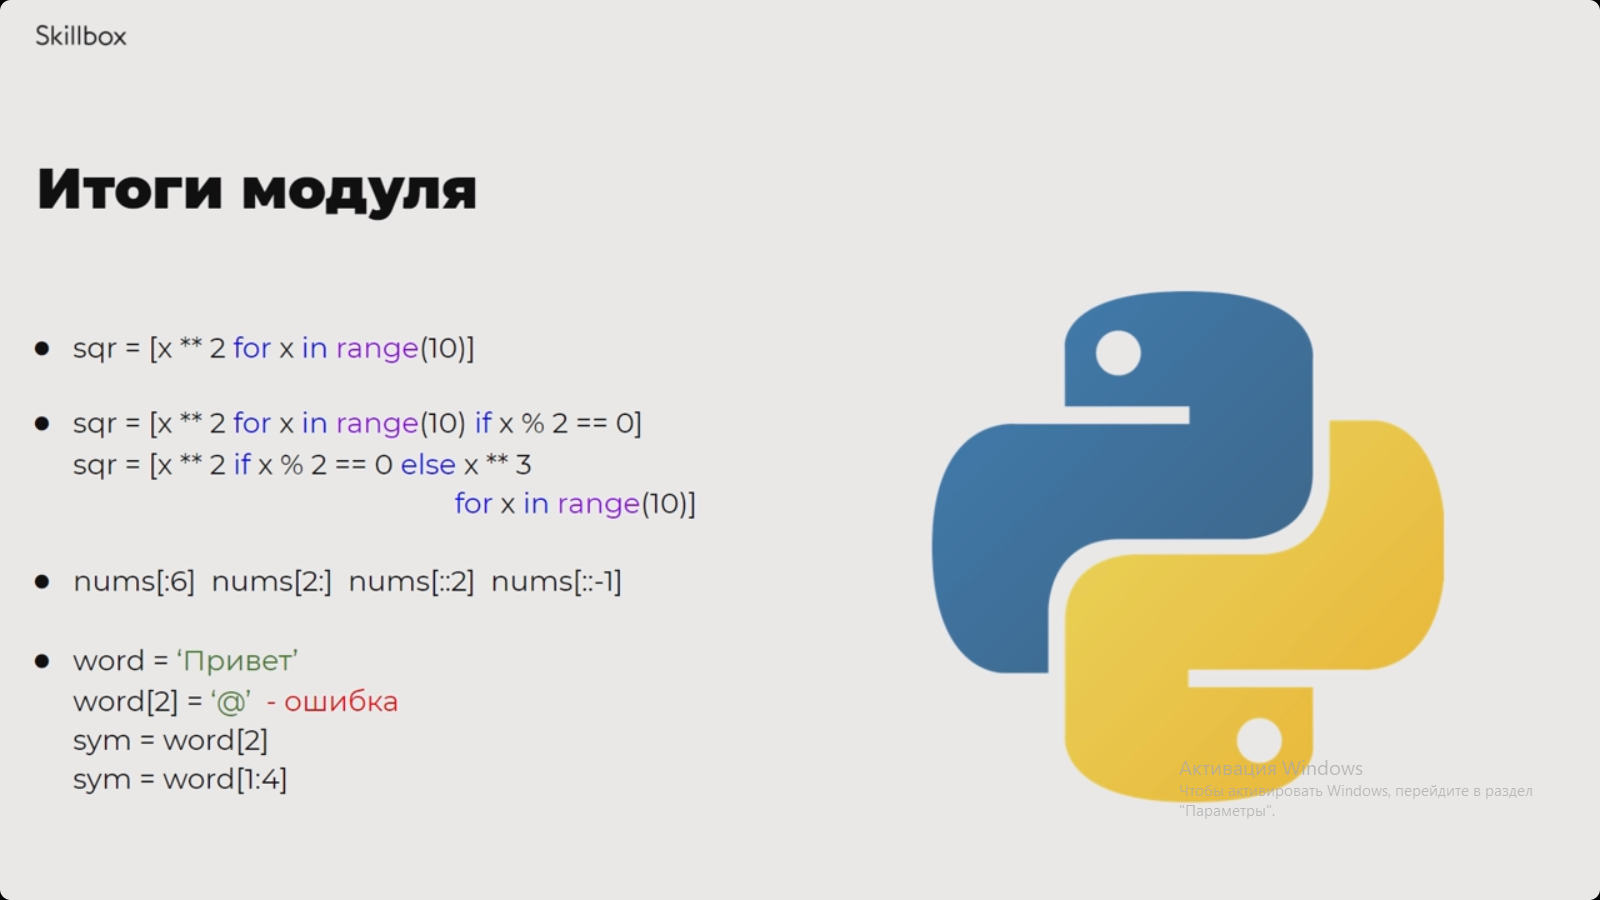 Skillbox
Итоги модуля
● sqr = [x ** 2 for x in range(10)]
● sqr = [x ** 2 for x in range(10) if x % 2 == 0]
sqr = [x ** 2 if x % 2 == 0 else x ** 3
for x in range(10)]
● nums[:6] nums[2:] nums[::2] nums[::-1]
● word = ‘Привет’
word[2] = ‘@’ - ошибка
sym = word[2]
sym = word[1:4]
Активация Windows
Чтобы активировать Windows, перейдите в раздел
"Параметры".